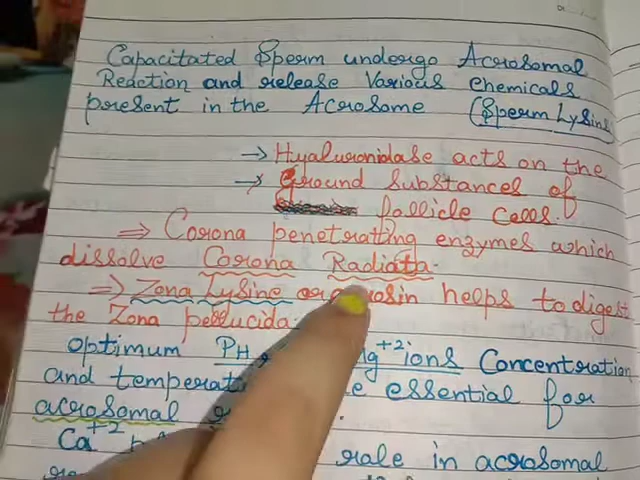 Capacitated Sperm undergo Acrosomal
Reaction and release Various chemicals
present in the Acrosome (Sperm Lysins
→ Hyaluronidase acts on the
→ Ground Substances of
follicle cells.
⇒ Corona penetrating enzymes which
dissolve Corona Radiata.
⇒ Zona Lysine or helps to digest
the Zona pellucida.
optimum PH, Mg+2 ions Concentration
and essential for
acrosomal
Ca+2 role in acrosomal